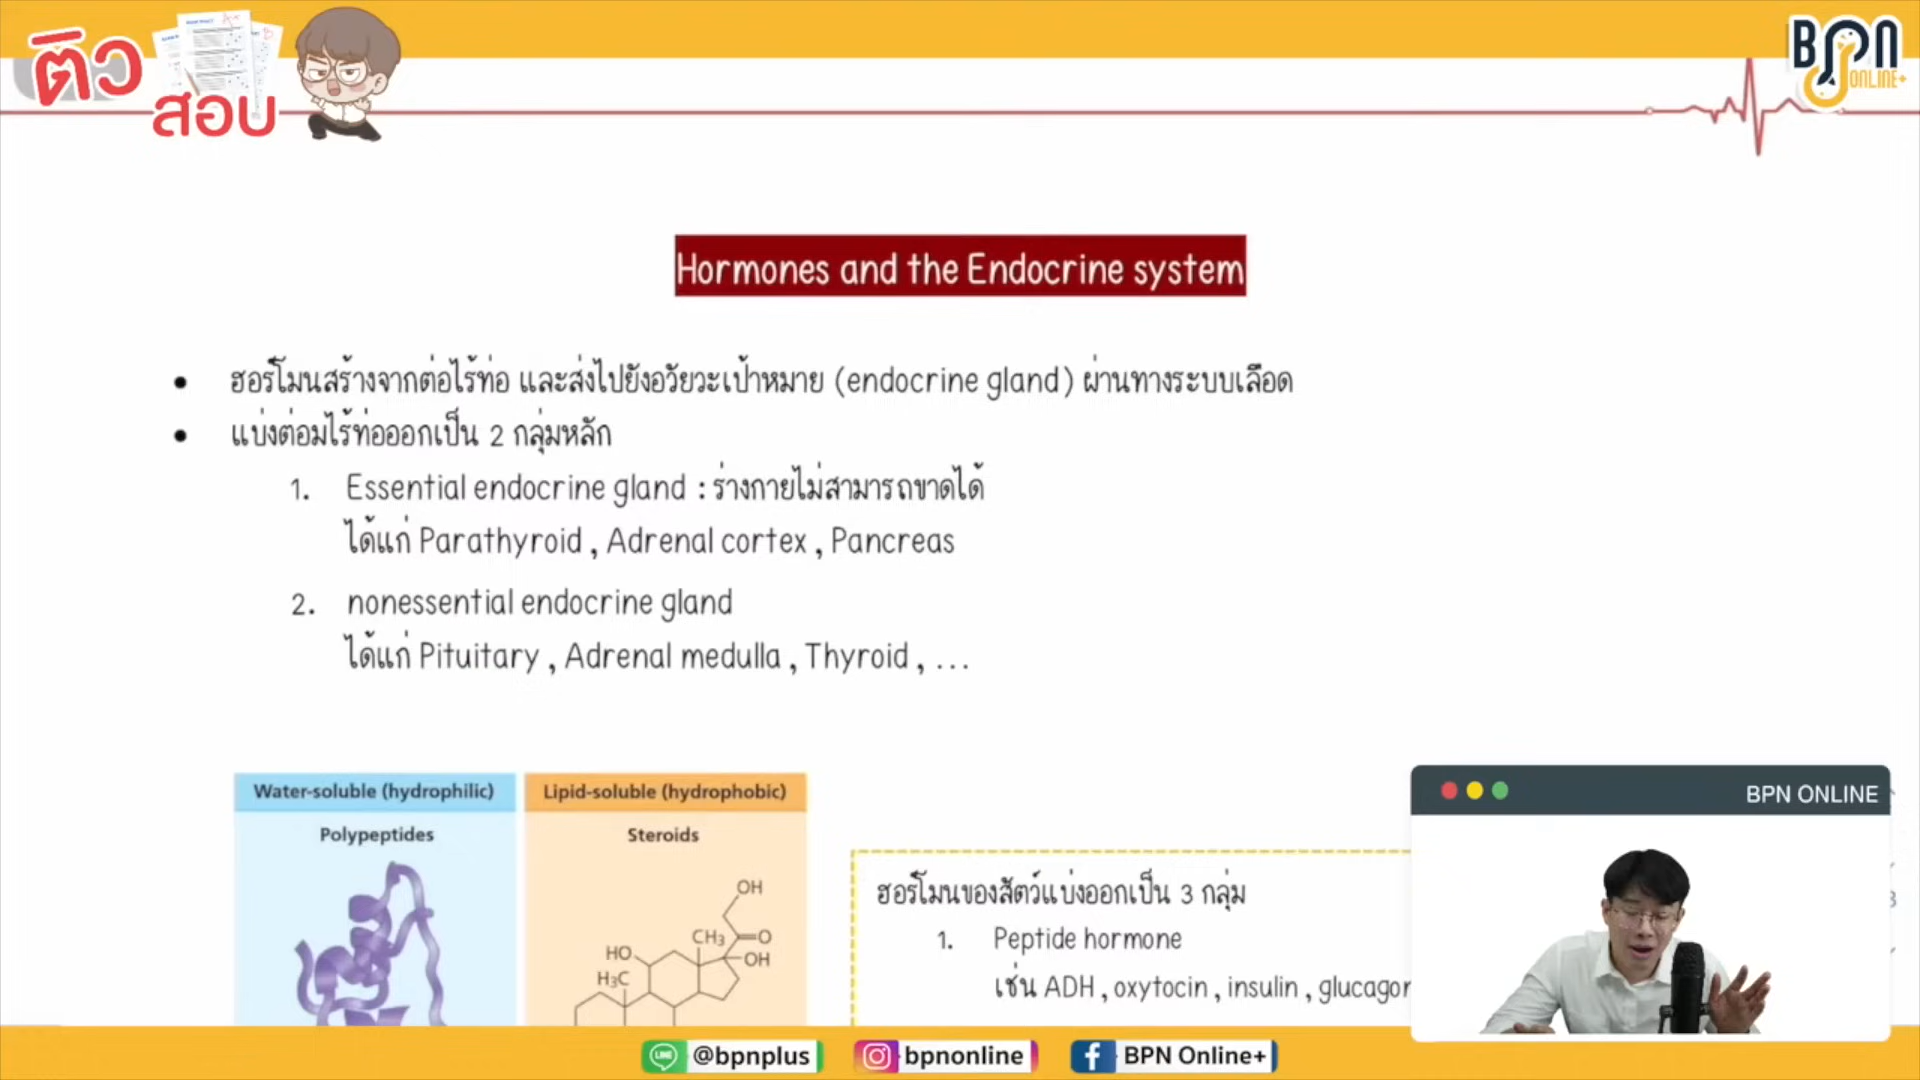 ติว
สอบ
BPN
ONLINE+
Hormones and the Endocrine system
• ฮอร์โมนสร้างจากต่อไร้ท่อ และส่งไปยังอวัยวะเป้าหมาย (endocrine gland) ผ่านทางระบบเลือด
• แบ่งต่อมไร้ท่อออกเป็น 2 กลุ่มหลัก
1. Essential endocrine gland : ร่างกายไม่สามารถขาดได้
ได้แก่ Parathyroid , Adrenal cortex , Pancreas
2. nonessential endocrine gland
ได้แก่ Pituitary , Adrenal medulla , Thyroid , ...
Water-soluble (hydrophilic)
Polypeptides
Lipid-soluble (hydrophobic)
Steroids
OH
CH₃
O
HO
OH
H₃C
ฮอร์โมนของสัตว์แบ่งออกเป็น 3 กลุ่ม
1. Peptide hormone
เช่น ADH , oxytocin , insulin , glucagon
BPN ONLINE
LINE
@bpnplus
bpnonline
BPN Online+